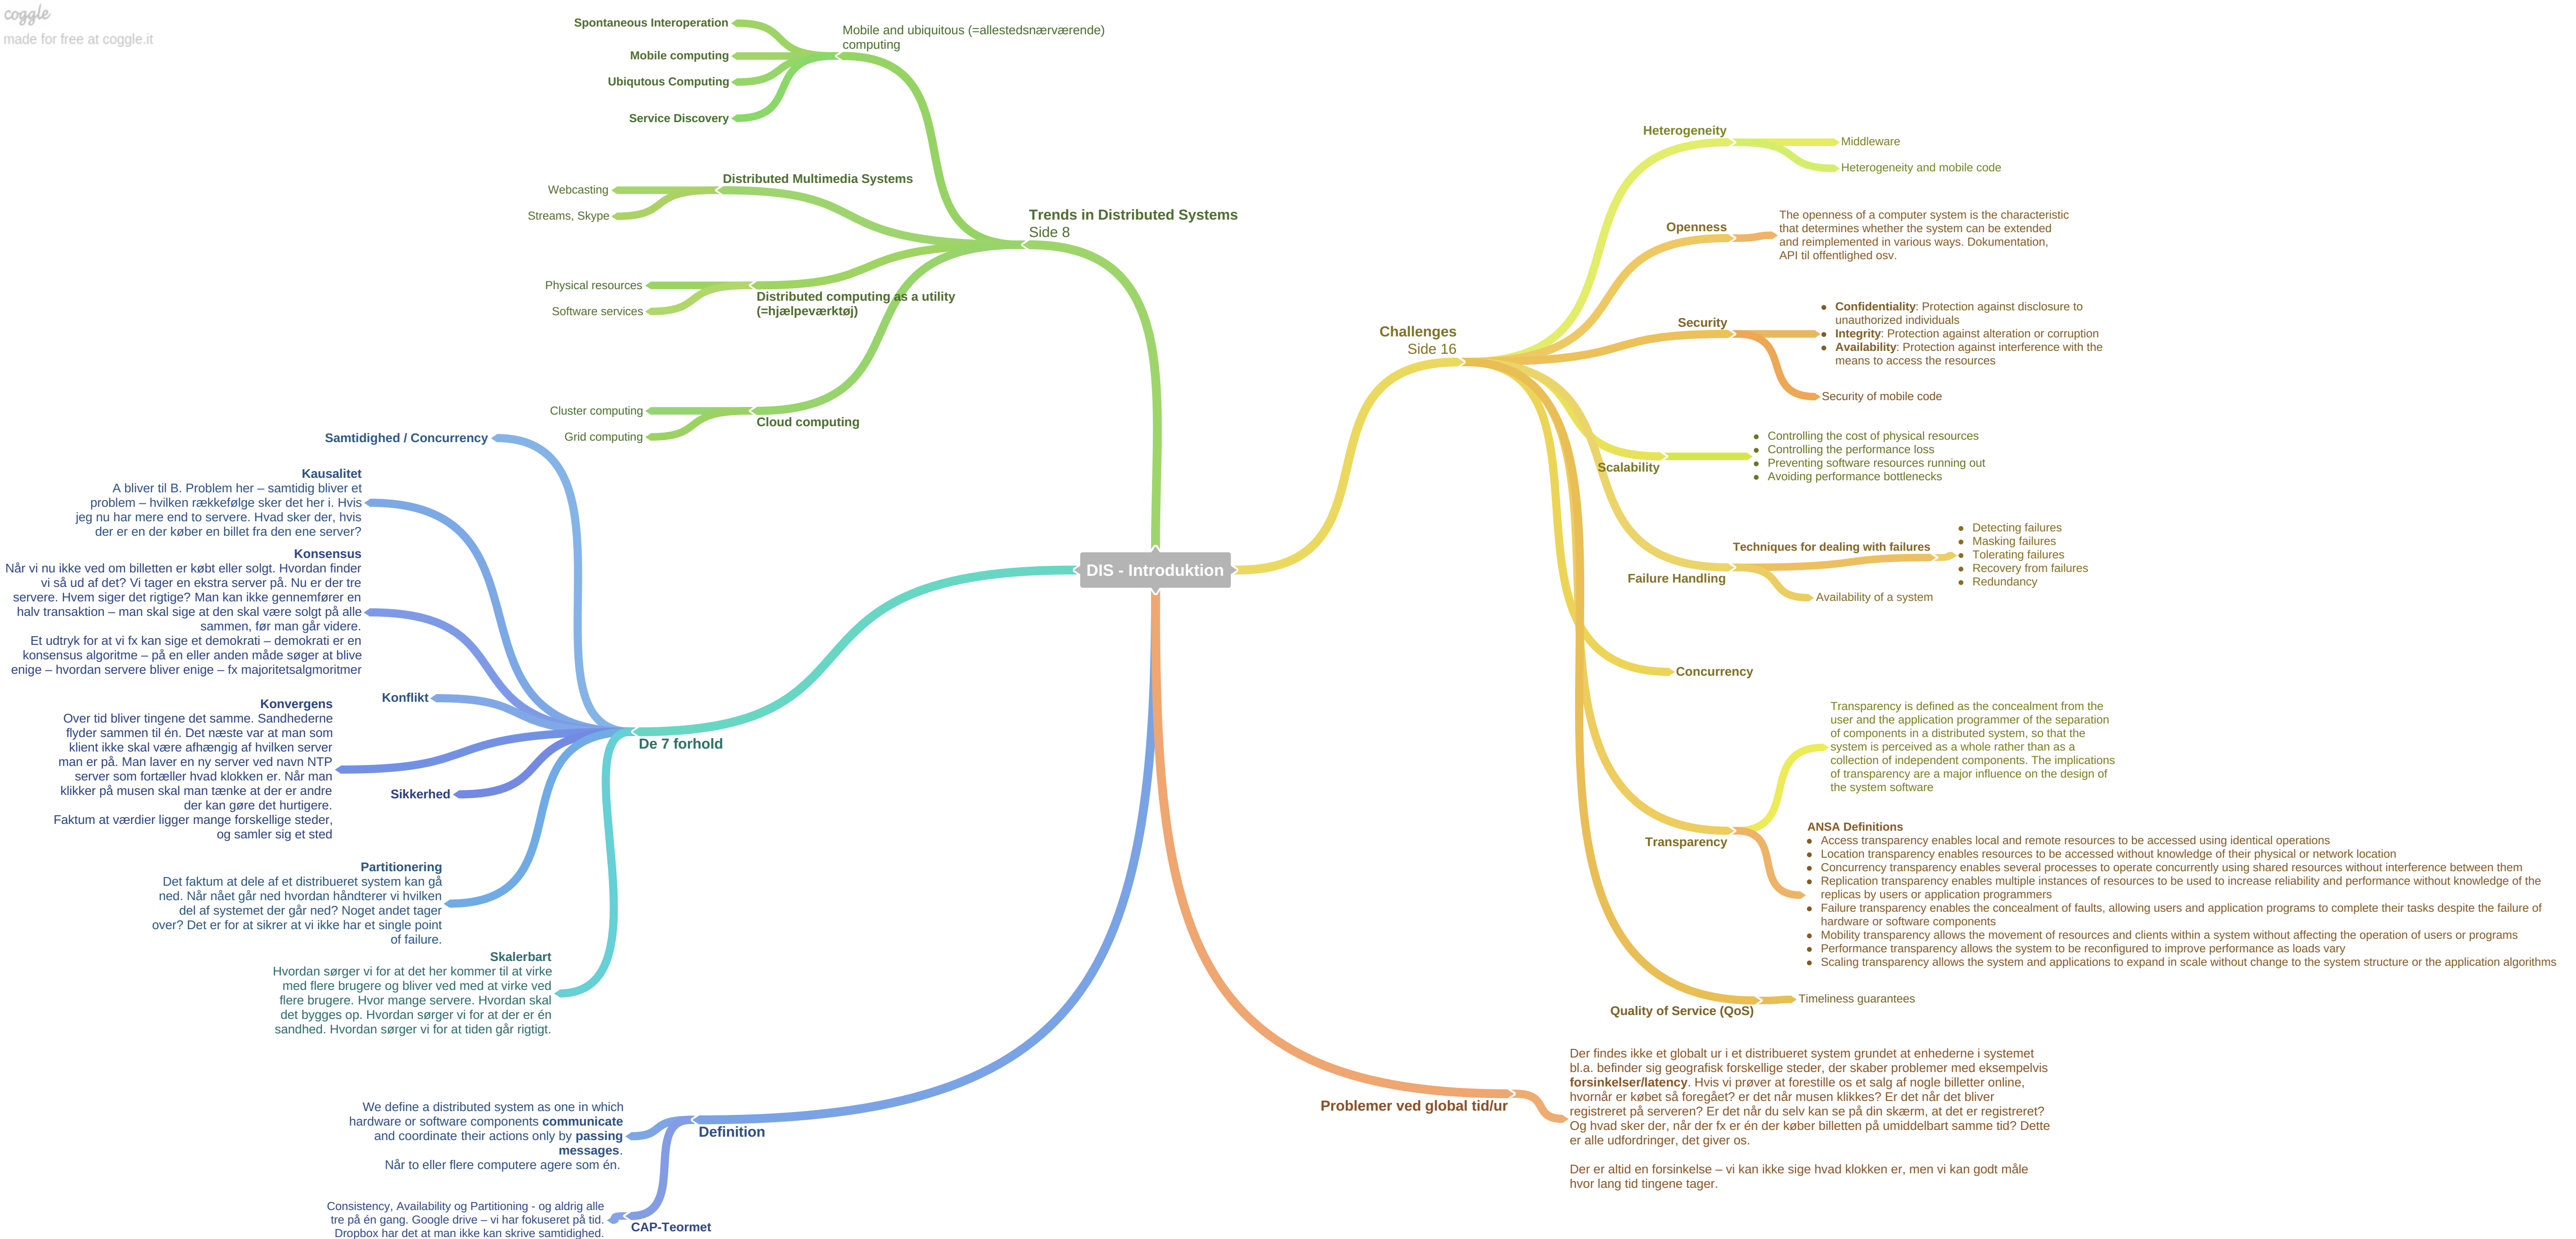 coggle
made for free at coggle.it
Spontaneous Interoperation
Mobile computing
Ubiqutous Computing
Service Discovery
Mobile and ubiquitous (=allestedsnærværende)
computing
Distributed Multimedia Systems
Webcasting
Streams, Skype
Trends in Distributed Systems
Side 8
Physical resources
Software services
Distributed computing as a utility
(=hjælpeværktøj)
Cluster computing
Grid computing
Cloud computing
Samtidighed / Concurrency
Kausalitet
A bliver til B. Problem her – samtidig bliver et
problem – hvilken rækkefølge sker det her i. Hvis
jeg nu har mere end to servere. Hvad sker der, hvis
der er en der køber en billet fra den ene server?
Konsensus
Når vi nu ikke ved om billetten er købt eller solgt. Hvordan finder
vi så ud af det? Vi tager en ekstra server på. Nu er der tre
servere. Hvem siger det rigtige? Man kan ikke gennemfører en
halv transaktion – man skal sige at den skal være solgt på alle
sammen, før man går videre.
Et udtryk for at vi fx kan sige et demokrati – demokrati er en
konsensus algoritme – på en eller anden måde søger at blive
enige – hvordan servere bliver enige – fx majoritetsalgmoritmer
Konflikt
Konvergens
Over tid bliver tingene det samme. Sandhederne
flyder sammen til én. Det næste var at man som
klient ikke skal være afhængig af hvilken server
man er på. Man laver en ny server ved navn NTP
server som fortæller hvad klokken er. Når man
klikker på musen skal man tænke at der er andre
der kan gøre det hurtigere.
Faktum at værdier ligger mange forskellige steder,
og samler sig et sted
Sikkerhed
De 7 forhold
Partitionering
Det faktum at dele af et distribueret system kan gå
ned. Når nået går ned hvordan håndterer vi hvilken
del af systemet der går ned? Noget andet tager
over? Det er for at sikrer at vi ikke har et single point
of failure.
Skalerbart
Hvordan sørger vi for at det her kommer til at virke
med flere brugere og bliver ved med at virke ved
flere brugere. Hvor mange servere. Hvordan skal
det bygges op. Hvordan sørger vi for at der er én
sandhed. Hvordan sørger vi for at tiden går rigtigt.
We define a distributed system as one in which
hardware or software components communicate
and coordinate their actions only by passing
messages.
Når to eller flere computere agere som én.
Definition
Consistency, Availability og Partitioning - og aldrig alle
tre på én gang. Google drive – vi har fokuseret på tid.
Dropbox har det at man ikke kan skrive samtidighed.
CAP-Teormet
DIS - Introduktion
Challenges
Side 16
Heterogeneity
Middleware
Heterogeneity and mobile code
Openness
The openness of a computer system is the characteristic
that determines whether the system can be extended
and reimplemented in various ways. Dokumentation,
API til offentlighed osv.
Security
● Confidentiality: Protection against disclosure to
unauthorized individuals
● Integrity: Protection against alteration or corruption
● Availability: Protection against interference with the
means to access the resources
Security of mobile code
Scalability
● Controlling the cost of physical resources
● Controlling the performance loss
● Preventing software resources running out
● Avoiding performance bottlenecks
Failure Handling
Techniques for dealing with failures
● Detecting failures
● Masking failures
● Tolerating failures
● Recovery from failures
● Redundancy
Availability of a system
Concurrency
Transparency
Transparency is defined as the concealment from the
user and the application programmer of the separation
of components in a distributed system, so that the
system is perceived as a whole rather than as a
collection of independent components. The implications
of transparency are a major influence on the design of
the system software
ANSA Definitions
● Access transparency enables local and remote resources to be accessed using identical operations
● Location transparency enables resources to be accessed without knowledge of their physical or network location
● Concurrency transparency enables several processes to operate concurrently using shared resources without interference between them
● Replication transparency enables multiple instances of resources to be used to increase reliability and performance without knowledge of the
replicas by users or application programmers
● Failure transparency enables the concealment of faults, allowing users and application programs to complete their tasks despite the failure of
hardware or software components
● Mobility transparency allows the movement of resources and clients within a system without affecting the operation of users or programs
● Performance transparency allows the system to be reconfigured to improve performance as loads vary
● Scaling transparency allows the system and applications to expand in scale without change to the system structure or the application algorithms
Quality of Service (QoS)
Timeliness guarantees
Problemer ved global tid/ur
Der findes ikke et globalt ur i et distribueret system grundet at enhederne i systemet
bl.a. befinder sig geografisk forskellige steder, der skaber problemer med eksempelvis
forsinkelser/latency. Hvis vi prøver at forestille os et salg af nogle billetter online,
hvornår er købet så foregået? er det når musen klikkes? Er det når det bliver
registreret på serveren? Er det når du selv kan se på din skærm, at det er registreret?
Og hvad sker der, når der fx er én der køber billetten på umiddelbart samme tid? Dette
er alle udfordringer, det giver os.
Der er altid en forsinkelse – vi kan ikke sige hvad klokken er, men vi kan godt måle
hvor lang tid tingene tager.